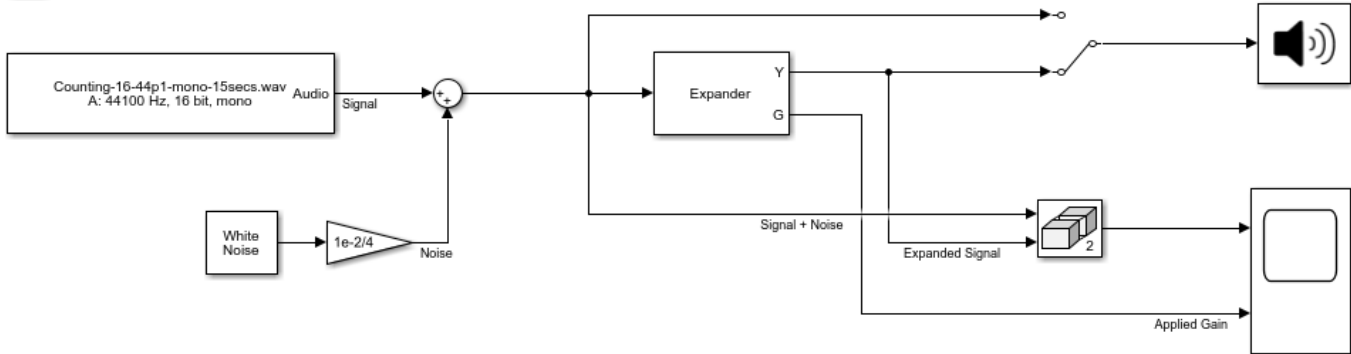 Counting-16-44p1-mono-15secs.wav
A: 44100 Hz, 16 bit, mono
Audio
Signal
+
+
Expander
Y
G
White
Noise
1e-2/4
Noise
Signal + Noise
Expanded Signal
2
Applied Gain